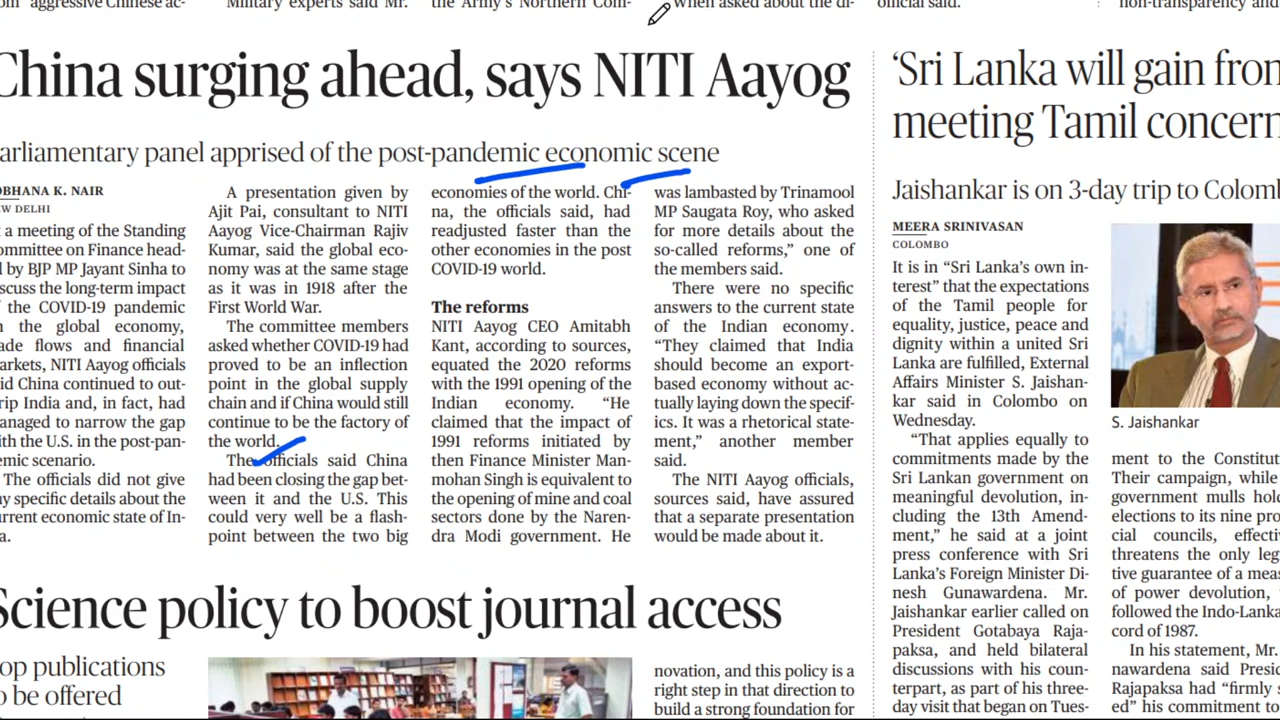 aggressive Chinese ac-
Military experts said Mr.
the Army's Northern Com-
When asked about the di-
official said.
non-transparency and
China surging ahead, says NITI Aayog
arliamentary panel apprised of the post-pandemic economic scene
OBHANA K. NAIR
EW DELHI
t a meeting of the Standing
ommittee on Finance head-
d by BJP MP Jayant Sinha to
iscuss the long-term impact
f the COVID-19 pandemic
n the global economy,
ade flows and financial
arkets, NITI Aayog officials
id China continued to out-
rip India and, in fact, had
anaged to narrow the gap
ith the U.S. in the post-pan-
emic scenario.
The officials did not give
ny specific details about the
urrent economic state of In-
a.
A presentation given by
Ajit Pai, consultant to NITI
Aayog Vice-Chairman Rajiv
Kumar, said the global eco-
nomy was at the same stage
as it was in 1918 after the
First World War.
The committee members
asked whether COVID-19 had
proved to be an inflection
point in the global supply
chain and if China would still
continue to be the factory of
the world.
The officials said China
had been closing the gap bet-
ween it and the U.S. This
could very well be a flash-
point between the two big
economies of the world. Chi-
na, the officials said, had
readjusted faster than the
other economies in the post
COVID-19 world.
The reforms
NITI Aayog CEO Amitabh
Kant, according to sources,
equated the 2020 reforms
with the 1991 opening of the
Indian economy. “He
claimed that the impact of
1991 reforms initiated by
then Finance Minister Man-
mohan Singh is equivalent to
the opening of mine and coal
sectors done by the Naren-
dra Modi government. He
was lambasted by Trinamool
MP Saugata Roy, who asked
for more details about the
so-called reforms,” one of
the members said.
There were no specific
answers to the current state
of the Indian economy.
“They claimed that India
should become an export-
based economy without ac-
tually laying down the specif-
ics. It was a rhetorical state-
ment,” another member
said.
The NITI Aayog officials,
sources said, have assured
that a separate presentation
would be made about it.
‘Sri Lanka will gain from
meeting Tamil concern
Jaishankar is on 3-day trip to Colomb
MEERA SRINIVASAN
COLOMBO
It is in “Sri Lanka’s own in-
terest” that the expectations
of the Tamil people for
equality, justice, peace and
dignity within a united Sri
Lanka are fulfilled, External
Affairs Minister S. Jaishan-
kar said in Colombo on
Wednesday.
“That applies equally to
commitments made by the
Sri Lankan government on
meaningful devolution, in-
cluding the 13th Amend-
ment,” he said at a joint
press conference with Sri
Lanka’s Foreign Minister Di-
nesh Gunawardena. Mr.
Jaishankar earlier called on
President Gotabaya Raja-
paksa, and held bilateral
discussions with his coun-
terpart, as part of his three-
day visit that began on Tues-
S. Jaishankar
ment to the Constitut
Their campaign, while
government mulls hold
elections to its nine pro
cial councils, effectiv
threatens the only leg
tive guarantee of a meas
of power devolution,
followed the Indo-Lanka
cord of 1987.
In his statement, Mr.
nawardena said Presid
Rajapaksa had “firmly
ed” his commitment to
Science policy to boost journal access
op publications
o be offered
novation, and this policy is a
right step in that direction to
build a strong foundation for